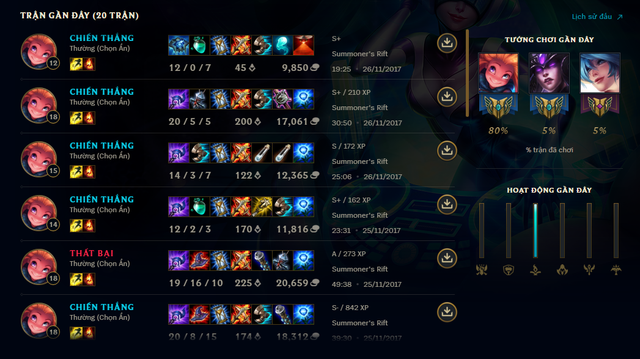 TRẬN GẦN ĐÂY (20 TRẬN)
Lịch sử đấu
CHIẾN THẮNG
Thường (Chọn Ẩn)
12
12 / 0 / 7
45
9,850
S+
Summoner's Rift
19:25 · 26/11/2017
CHIẾN THẮNG
Thường (Chọn Ẩn)
18
20 / 5 / 5
200
17,061
S+ / 210 XP
Summoner's Rift
30:50 · 26/11/2017
CHIẾN THẮNG
Thường (Chọn Ẩn)
15
14 / 3 / 7
122
12,365
S / 172 XP
Summoner's Rift
25:06 · 26/11/2017
CHIẾN THẮNG
Thường (Chọn Ẩn)
14
12 / 2 / 3
170
11,816
S+ / 162 XP
Summoner's Rift
23:31 · 25/11/2017
THẤT BẠI
Thường (Chọn Ẩn)
18
19 / 16 / 10
225
20,659
A / 273 XP
Summoner's Rift
49:38 · 25/11/2017
CHIẾN THẮNG
Thường (Chọn Ẩn)
18
20 / 8 / 15
174
18,312
S- / 842 XP
Summoner's Rift
39:30 · 25/11/2017
TƯỚNG CHƠI GẦN ĐÂY
80%
5%
5%
% trận đã chơi
HOẠT ĐỘNG GẦN ĐÂY